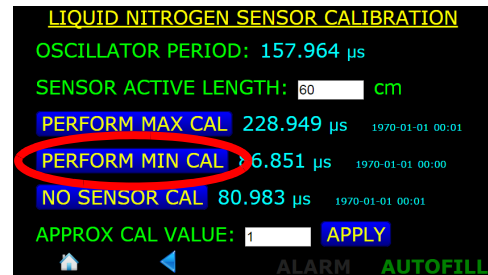 LIQUID NITROGEN SENSOR CALIBRATION
OSCILLATOR PERIOD: 157.964 µs
SENSOR ACTIVE LENGTH: 60 cm
PERFORM MAX CAL 228.949 µs 1970-01-01 00:01
PERFORM MIN CAL 6.851 µs 1970-01-01 00:00
NO SENSOR CAL 80.983 µs 1970-01-01 00:01
APPROX CAL VALUE: 1 APPLY
ALARM AUTOFILL